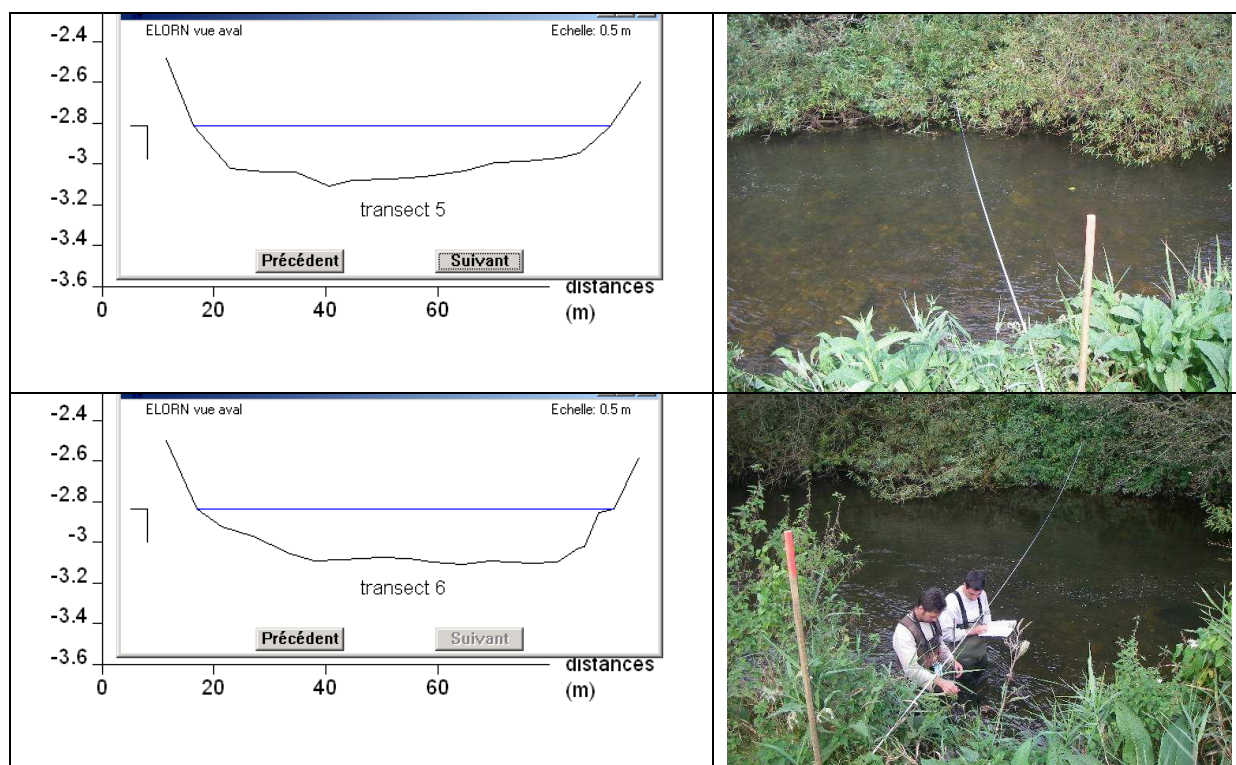 -2.4
ELORN vue aval
Echelle: 0.5 m
-2.6
-2.8
-3
-3.2
transect 5
-3.4
Précédent
Suivant
-3.6
distances
0
20
40
60
(m)
-2.4
ELORN vue aval
Echelle: 0.5 m
-2.6
-2.8
-3
-3.2
transect 6
-3.4
Précédent
Suivant
-3.6
distances
0
20
40
60
(m)